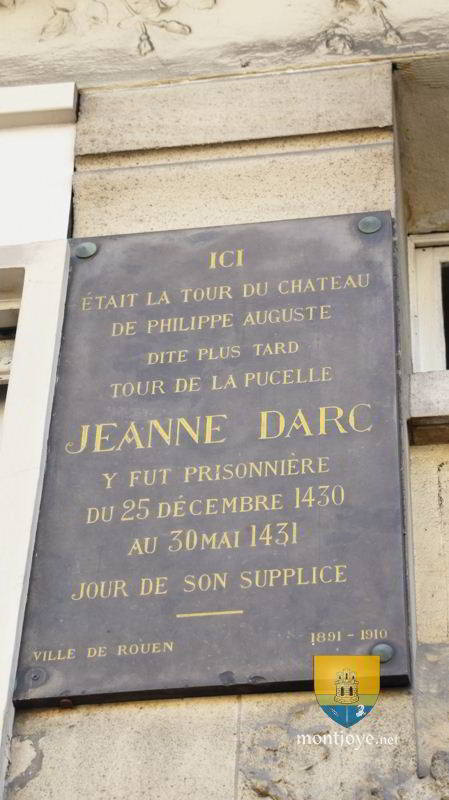 ICI
ÉTAIT LA TOUR DU CHATEAU
DE PHILIPPE AUGUSTE
DITE PLUS TARD
TOUR DE LA PUCELLE
JEANNE DARC
Y FUT PRISONNIÈRE
DU 25 DÉCEMBRE 1430
AU 30 MAI 1431
JOUR DE SON SUPPLICE
VILLE DE ROUEN 1891 - 1910
montjoye.net